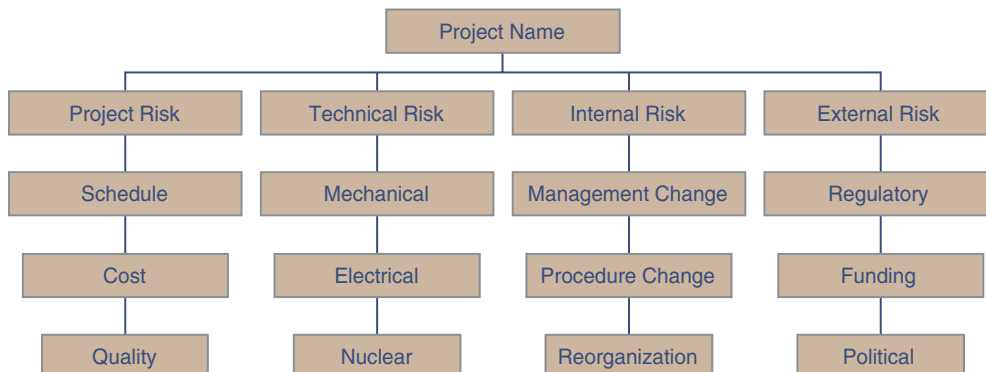 Project Name
Project Risk
Technical Risk
Internal Risk
External Risk
Schedule
Mechanical
Management Change
Regulatory
Cost
Electrical
Procedure Change
Funding
Quality
Nuclear
Reorganization
Political